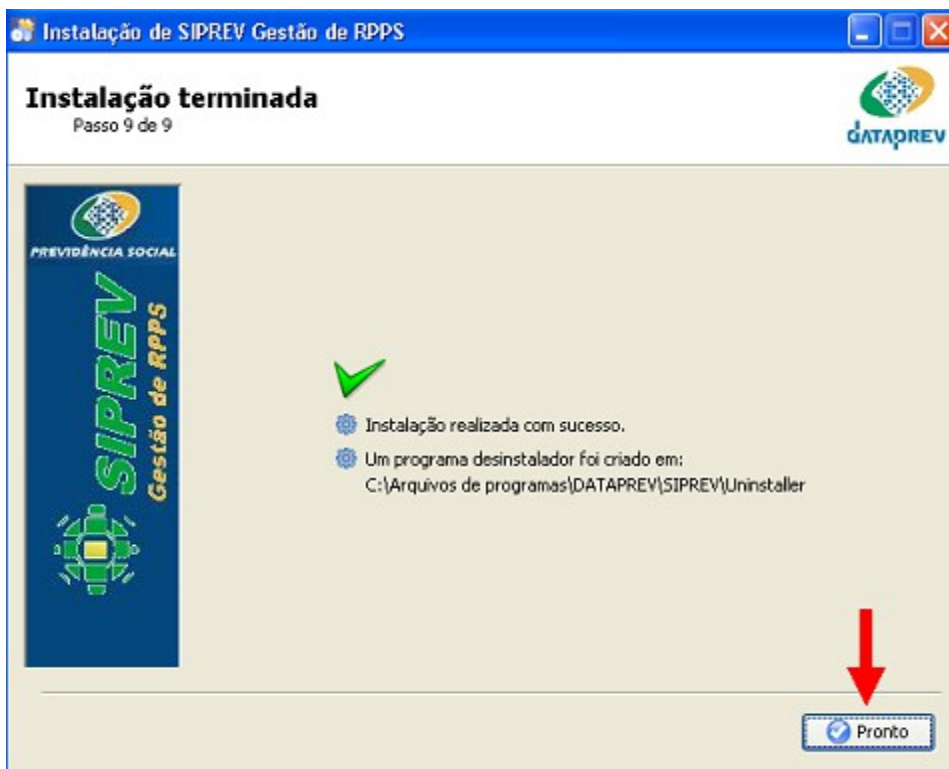 Instalação de SIPREV Gestão de RPPS
Instalação terminada
Passo 9 de 9
DATAPREV
PREVIDÊNCIA SOCIAL
SIPREV
Gestão de RPPS
Instalação realizada com sucesso.
Um programa desinstalador foi criado em:
C:\Arquivos de programas\DATAPREV\SIPREV\Uninstaller
Pronto